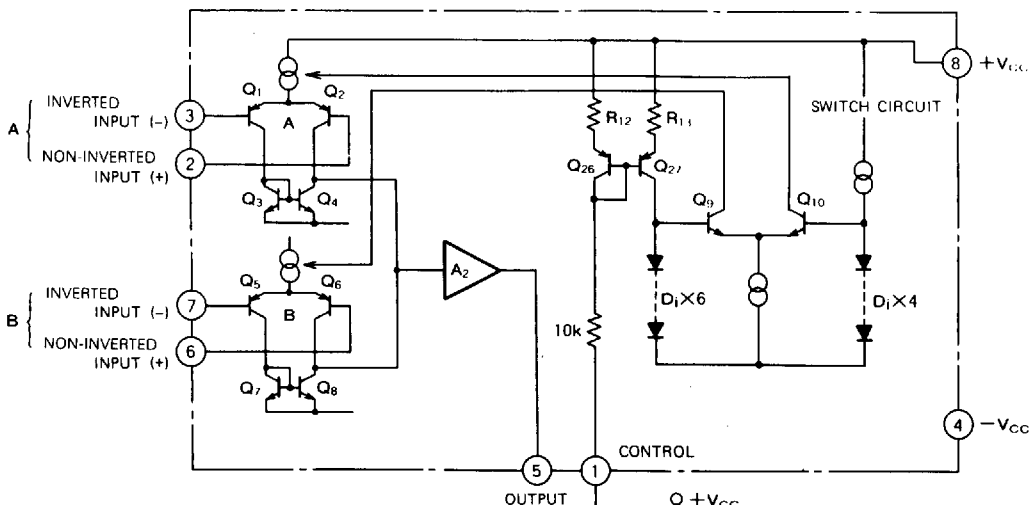 8 +VCC
SWITCH CIRCUIT
Q1 Q2
A
INVERTED INPUT (-) 3
A
NON-INVERTED INPUT (+) 2
Q3 Q4
R12 R13
Q26 Q27
Q9 Q10
Q5 Q6
B
A2
INVERTED INPUT (-) 7
B
NON-INVERTED INPUT (+) 6
Q7 Q8
10k
Di×6 Di×4
4 -VCC
CONTROL
5 1
OUTPUT
+VCC